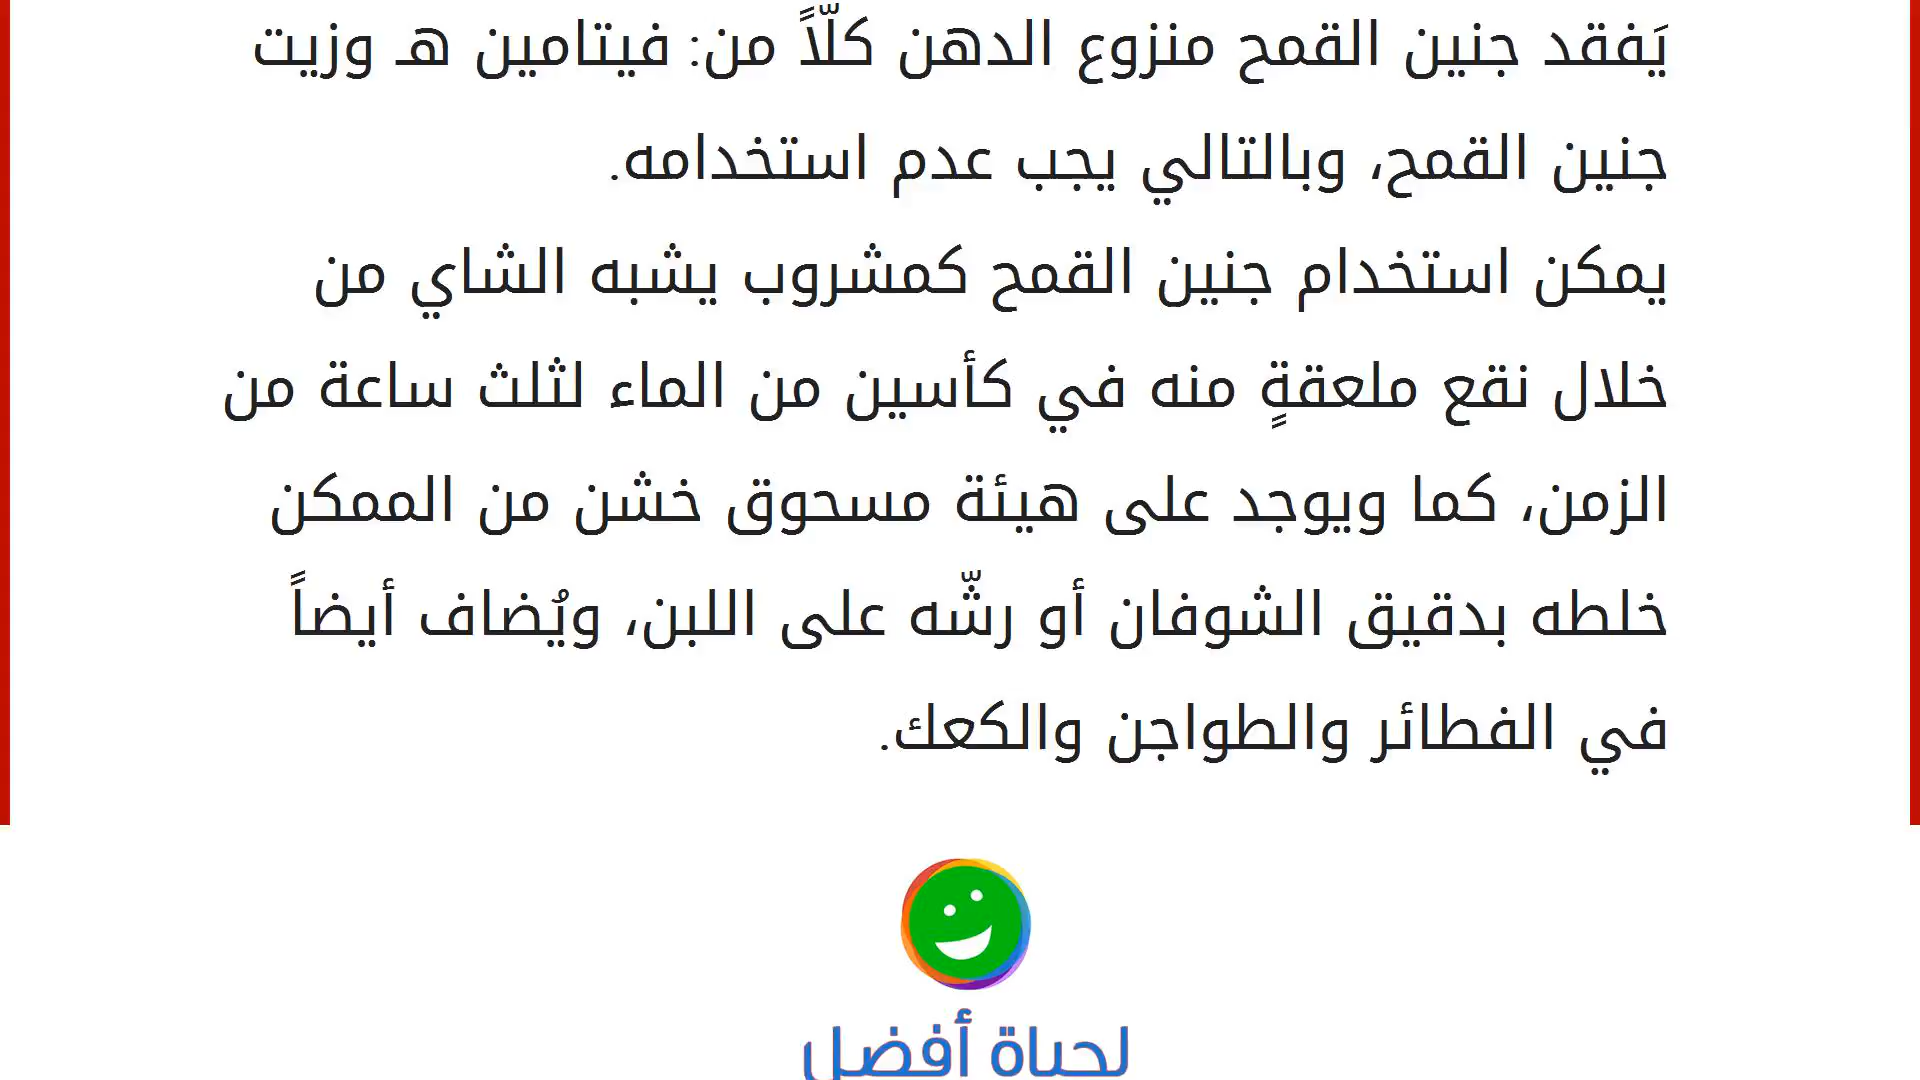 يَفقد جنين القمح منزوع الدهن كلّاً من: فيتامين هـ وزيت
جنين القمح، وبالتالي يجب عدم استخدامه.
يمكن استخدام جنين القمح كمشروب يشبه الشاي من
خلال نقع ملعقةٍ منه في كأسين من الماء لثلث ساعة من
الزمن، كما ويوجد على هيئة مسحوق خشن من الممكن
خلطه بدقيق الشوفان أو رشّه على اللبن، ويُضاف أيضاً
في الفطائر والطواجن والكعك.
لحياة أفضل